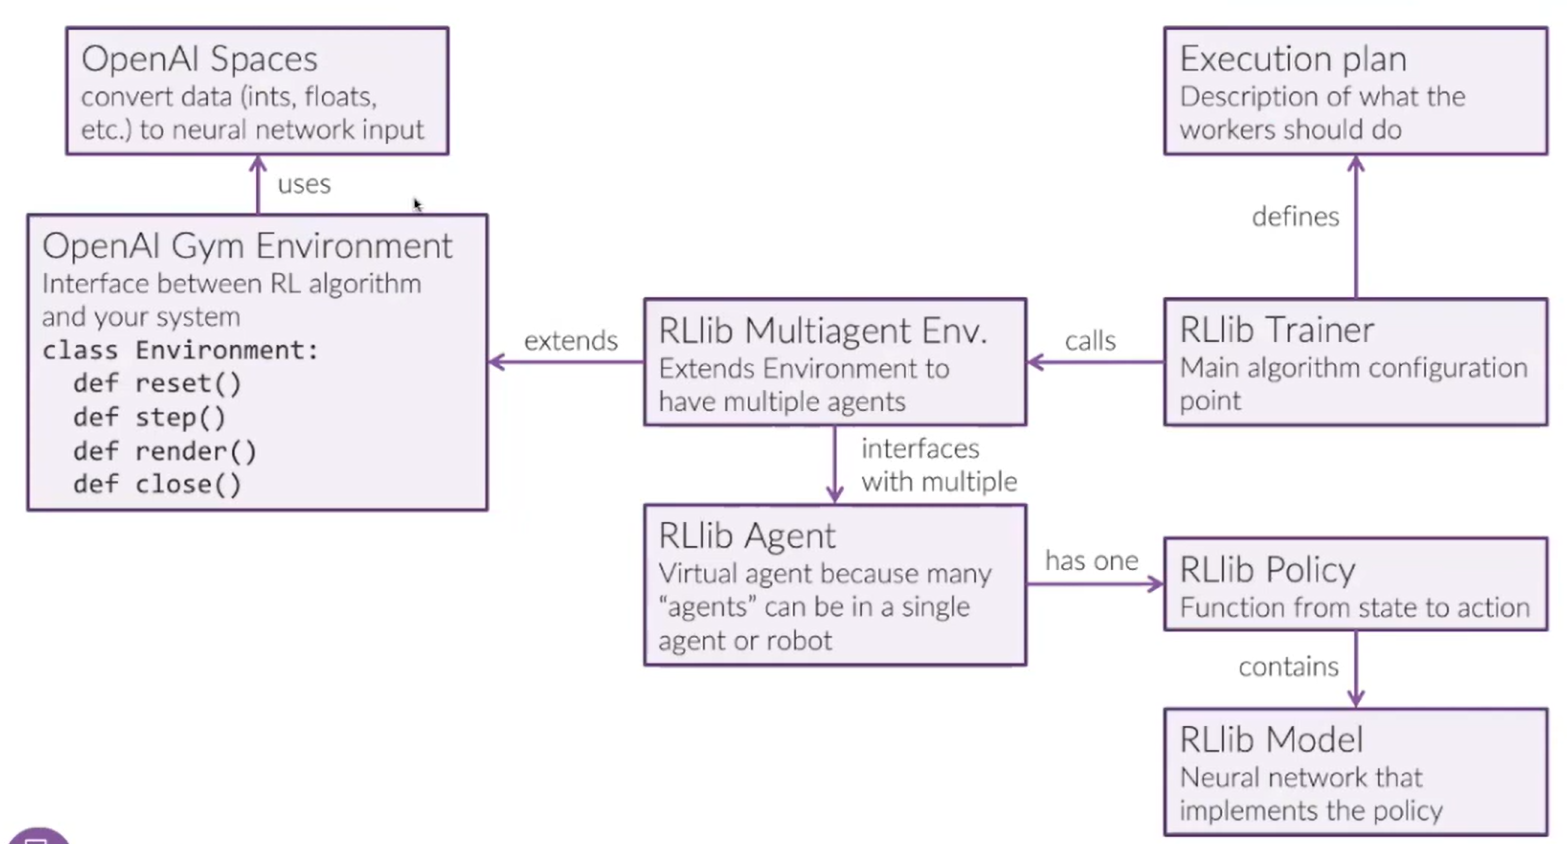 OpenAI Spaces
convert data (ints, floats,
etc.) to neural network input
uses
OpenAI Gym Environment
Interface between RL algorithm
and your system
class Environment:
def reset()
def step()
def render()
def close()
extends
RLlib Multiagent Env.
Extends Environment to
have multiple agents
calls
RLlib Trainer
Main algorithm configuration
point
defines
Execution plan
Description of what the
workers should do
interfaces
with multiple
RLlib Agent
Virtual agent because many
“agents” can be in a single
agent or robot
has one
RLlib Policy
Function from state to action
contains
RLlib Model
Neural network that
implements the policy